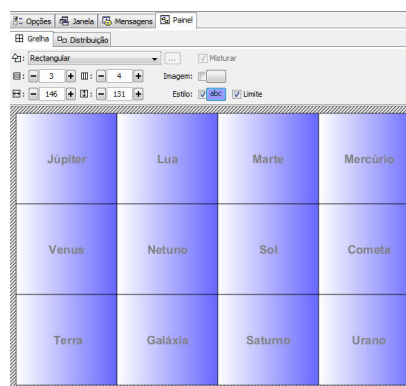 Opções Janela Mensagens Painel
Grelha Distribuição
: Rectangular ... Misturar
: - 3 + : - 4 + Imagem:
: - 146 + : - 131 + Estilo: abc Limite
Júpiter Lua Marte Mercúrio
Venus Netuno Sol Cometa
Terra Galáxia Saturno Urano